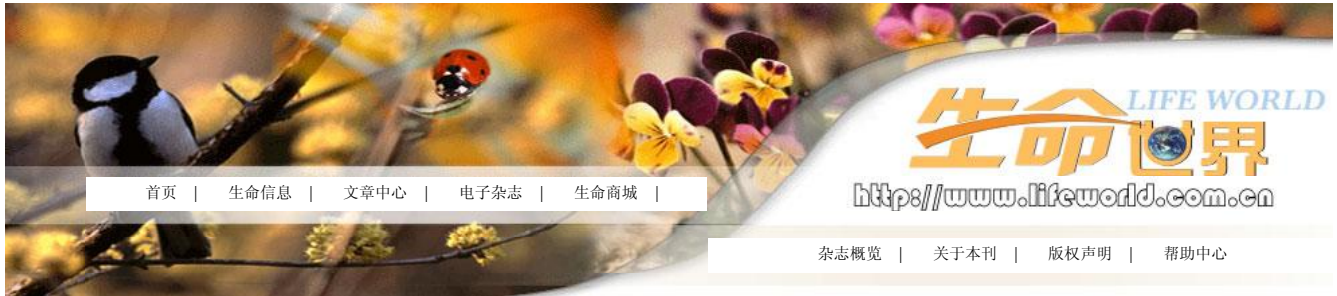 生命世界
LIFE WORLD
http://www.lifeworld.com.cn
首页 | 生命信息 | 文章中心 | 电子杂志 | 生命商城 |
杂志概览 | 关于本刊 | 版权声明 | 帮助中心